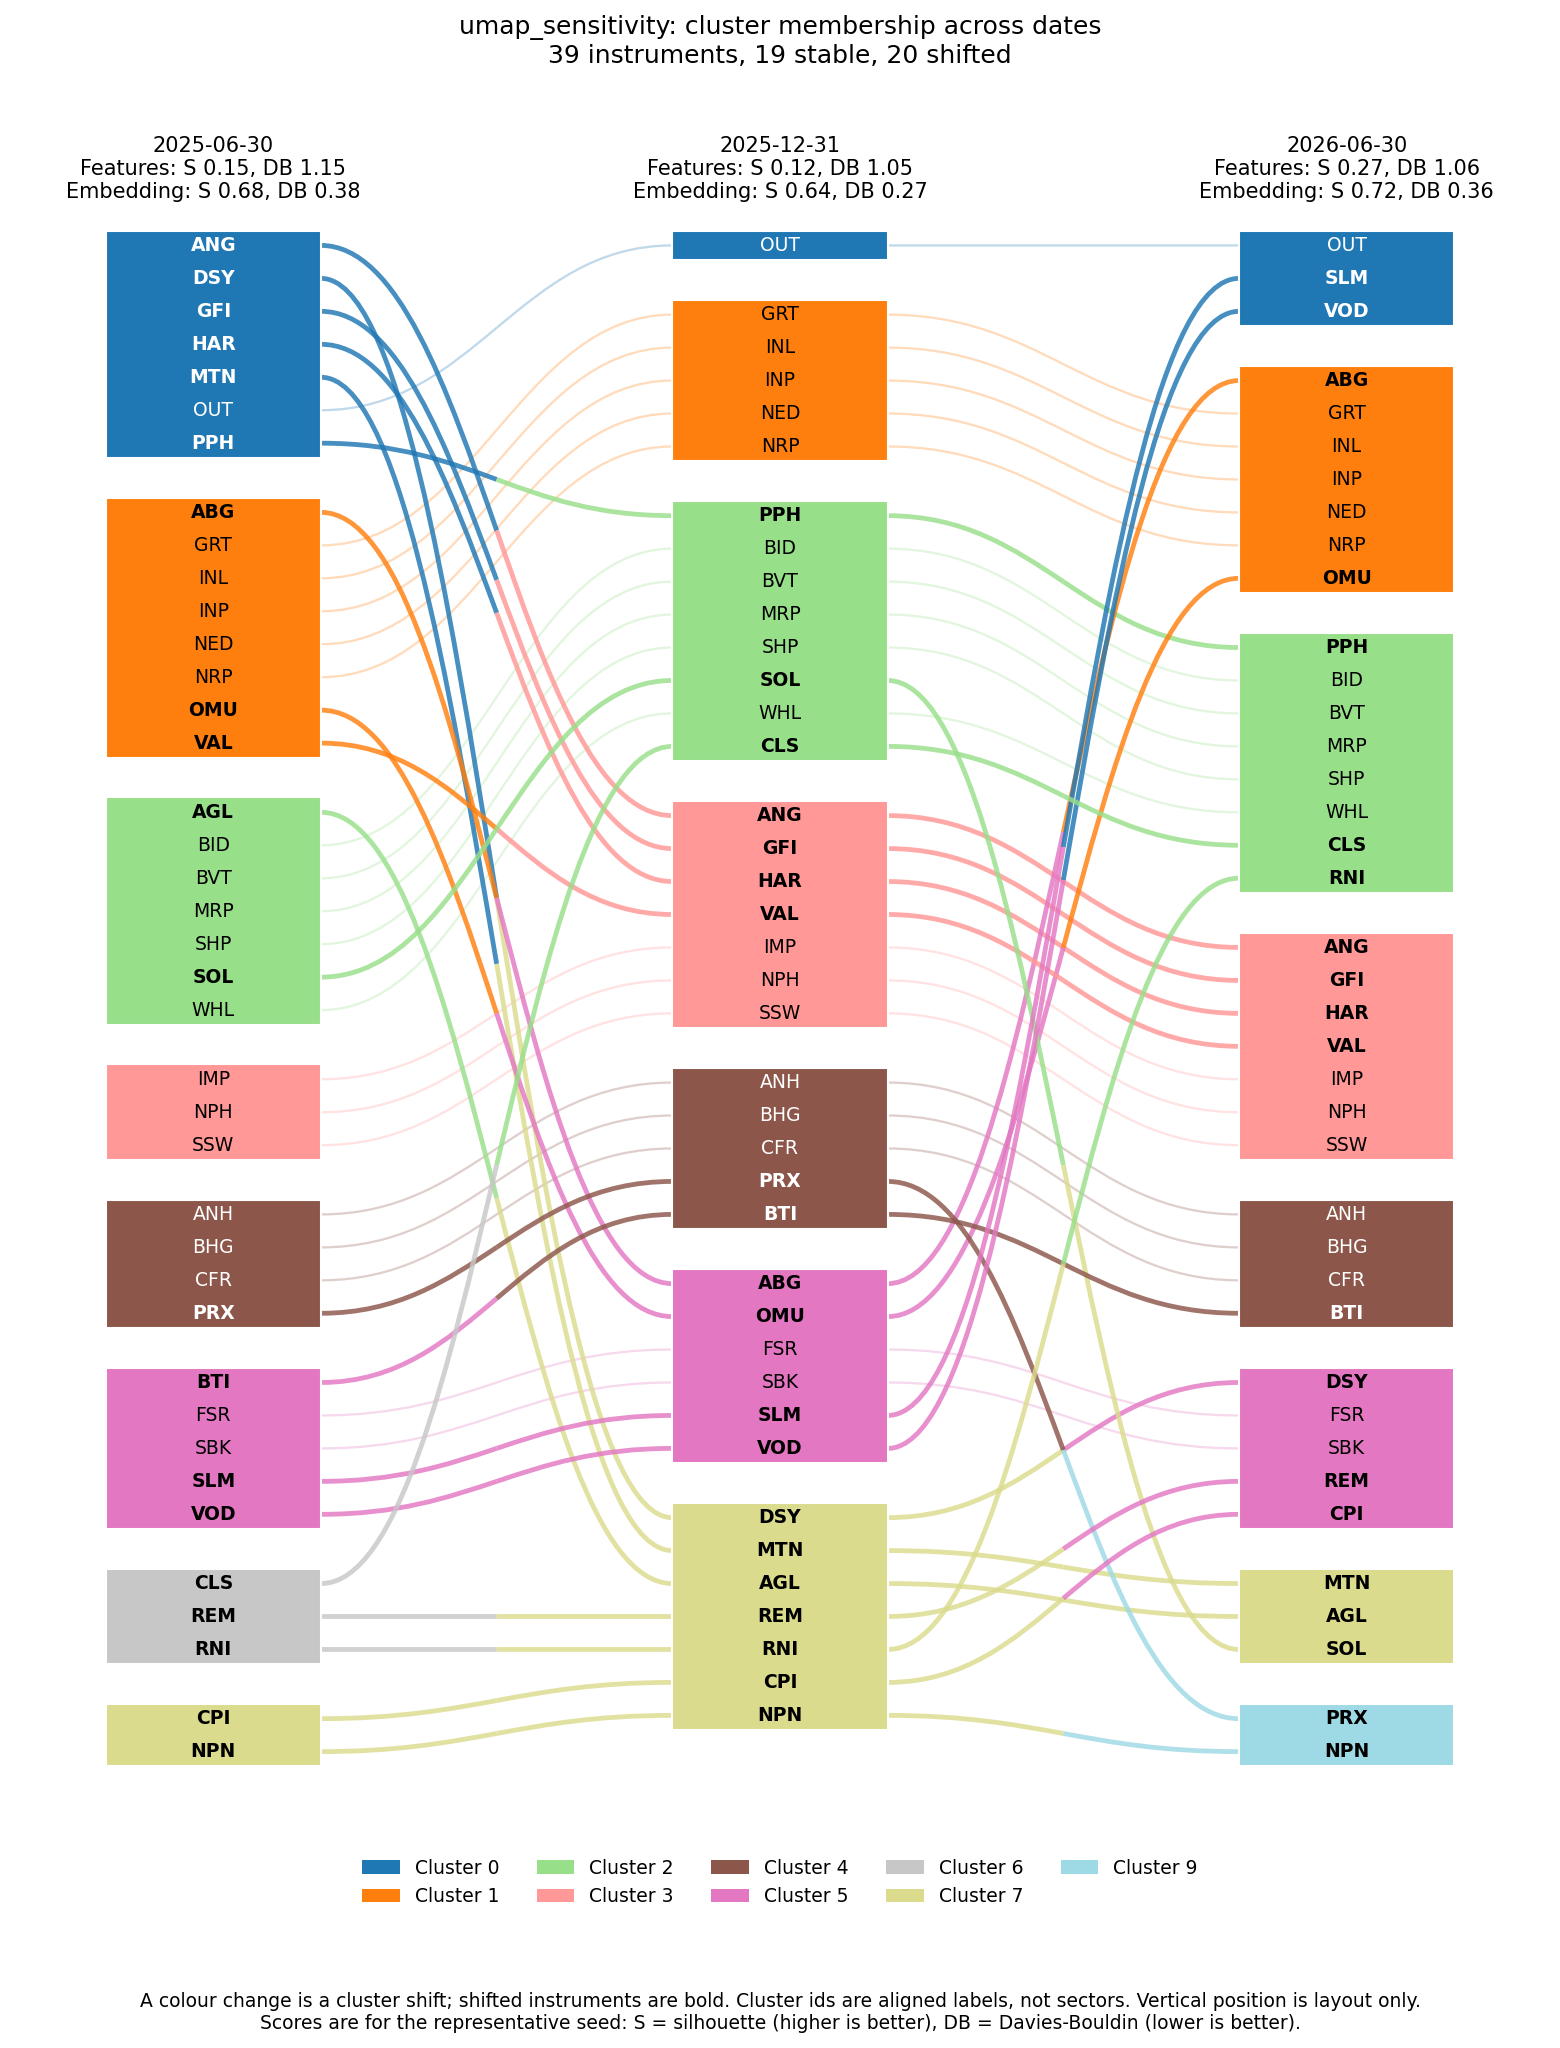 umap_sensitivity: cluster membership across dates
39 instruments, 19 stable, 20 shifted
2025-06-30
Features: S 0.15, DB 1.15
Embedding: S 0.68, DB 0.38
2025-12-31
Features: S 0.12, DB 1.05
Embedding: S 0.64, DB 0.27
2026-06-30
Features: S 0.27, DB 1.06
Embedding: S 0.72, DB 0.36
ANG
DSY
GFI
HAR
MTN
OUT
PPH
ABG
GRT
INL
INP
NED
NRP
OMU
VAL
AGL
BID
BVT
MRP
SHP
SOL
WHL
IMP
NPH
SSW
ANH
BHG
CFR
PRX
BTI
FSR
SBK
SLM
VOD
CLS
REM
RNI
CPI
NPN
OUT
GRT
INL
INP
NED
NRP
PPH
BID
BVT
MRP
SHP
SOL
WHL
CLS
ANG
GFI
HAR
VAL
IMP
NPH
SSW
ANH
BHG
CFR
PRX
BTI
ABG
OMU
FSR
SBK
SLM
VOD
DSY
MTN
AGL
REM
RNI
CPI
NPN
OUT
SLM
VOD
ABG
GRT
INL
INP
NED
NRP
OMU
PPH
BID
BVT
MRP
SHP
WHL
CLS
RNI
ANG
GFI
HAR
VAL
IMP
NPH
SSW
ANH
BHG
CFR
BTI
DSY
FSR
SBK
REM
CPI
MTN
AGL
SOL
PRX
NPN
Cluster 0
Cluster 1
Cluster 2
Cluster 3
Cluster 4
Cluster 5
Cluster 6
Cluster 7
Cluster 9
A colour change is a cluster shift; shifted instruments are bold. Cluster ids are aligned labels, not sectors. Vertical position is layout only.
Scores are for the representative seed: S = silhouette (higher is better), DB = Davies-Bouldin (lower is better).